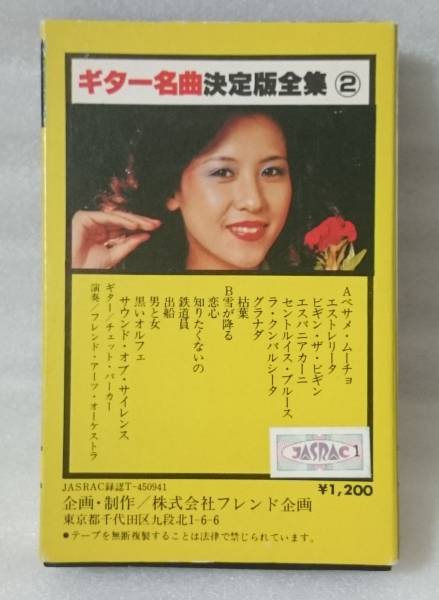 ギター名曲決定版全集②
Aベサメ・ムーチョ
エストレリータ
ビギン・ザ・ビギン
エスパニアカーニ
セントルイス・ブルース
ラ・クンパルシータ
グラナダ
枯葉
B雪が降る
恋心
知りたくないの
鉄道員
出船
男と女
黒いオルフェ
サウンド・オブ・サイレンス
ギター/チェット・パーカー
演奏/フレンド・アーツ・オーケストラ
JASRAC 1
¥1,200
JASRAC録認T-450941
企画・制作/株式会社フレンド企画
東京都千代田区九段北1-6-6
●テープを無断複製することは法律で禁じられています。